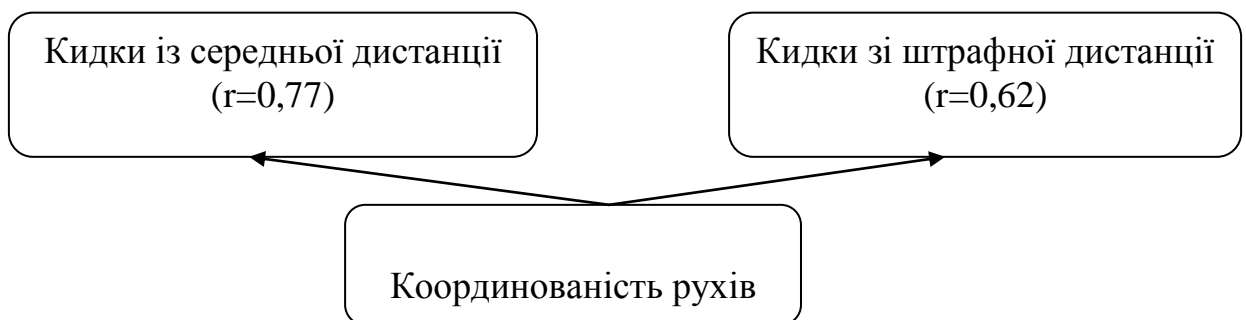 Кидки із середньої дистанції
(r=0,77)
Кидки зі штрафної дистанції
(r=0,62)
Координованість рухів